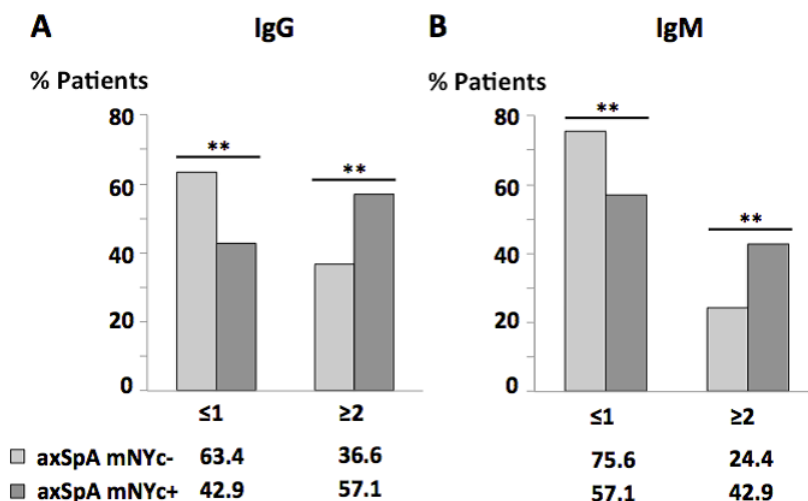 A IgG B IgM
% Patients % Patients
80 80
** **
60 ** 60
40 40 **
20 20
0 0
≤1 ≥2 ≤1 ≥2
axSpA mNYc- 63.4 36.6 75.6 24.4
axSpA mNYc+ 42.9 57.1 57.1 42.9